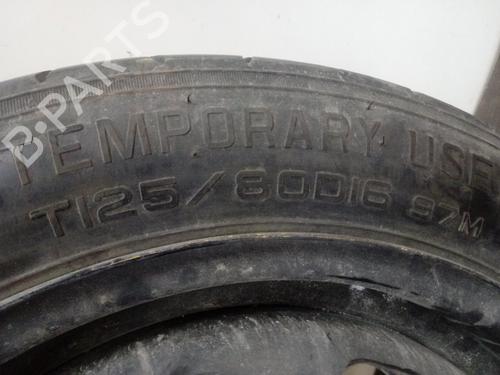 B-PARTS
TEMPORARY USE
T125/80D16 97M